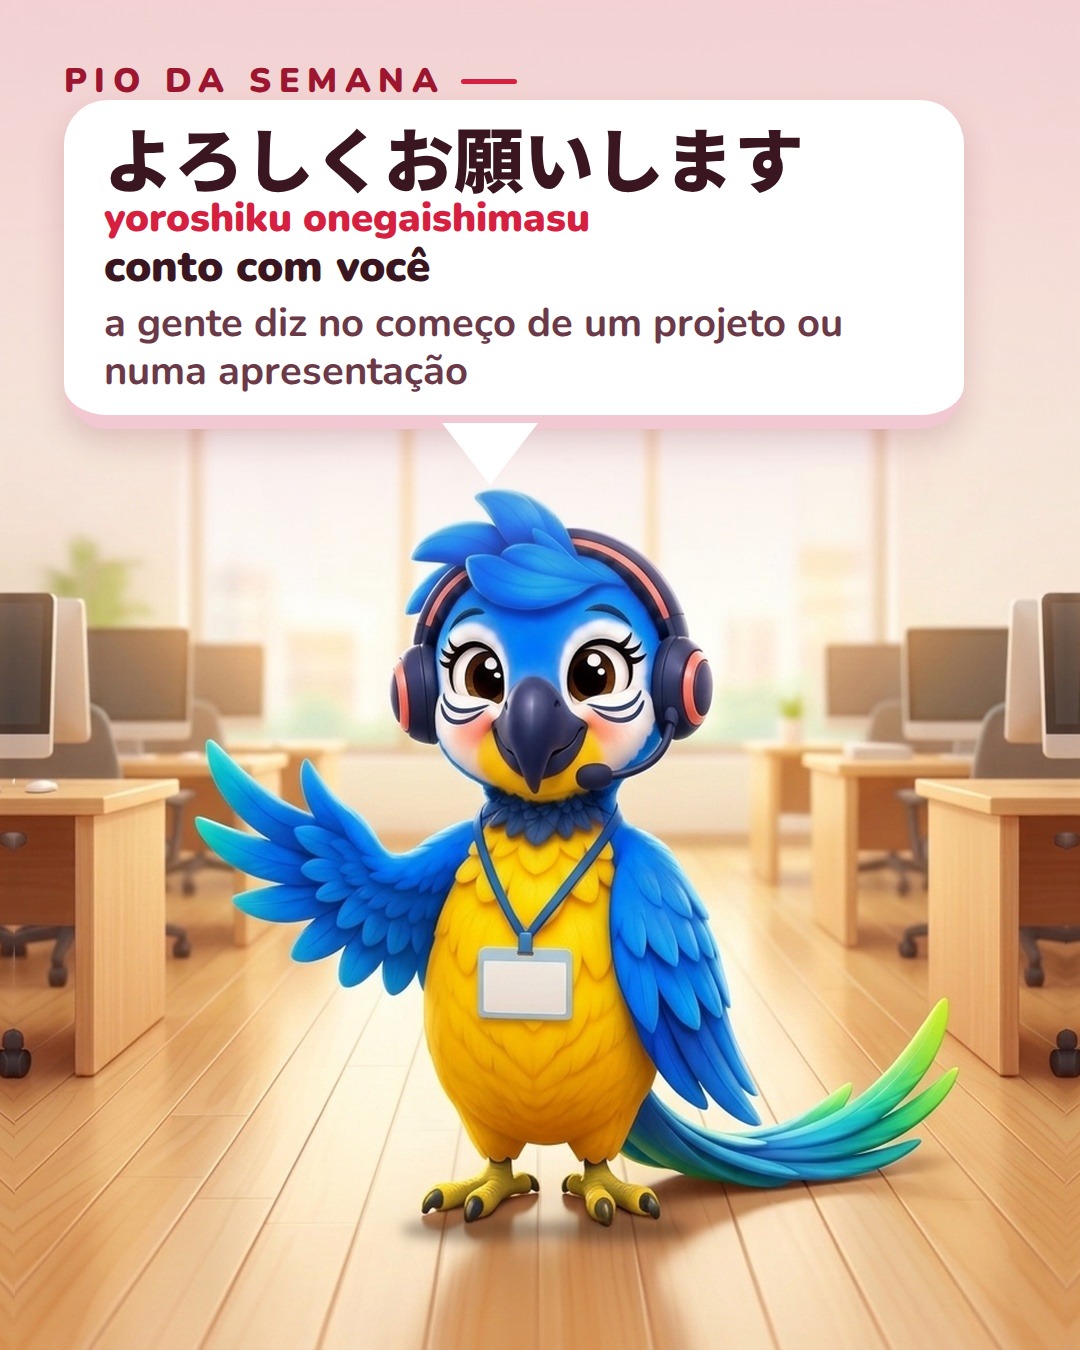 PIO DA SEMANA
よろしくお願いします
yoroshiku onegaishimasu
conto com você
a gente diz no começo de um projeto ou
numa apresentação